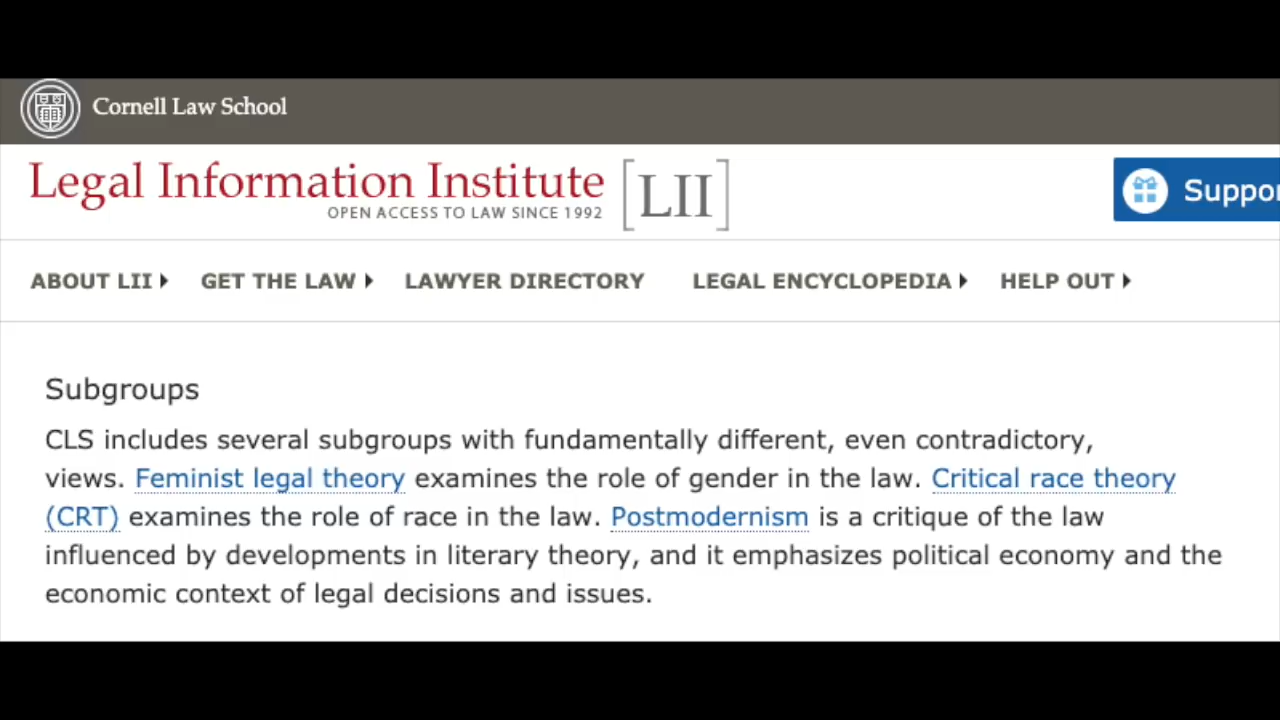 Cornell Law School
Legal Information Institute [LII]
OPEN ACCESS TO LAW SINCE 1992
Suppor
ABOUT LII GET THE LAW LAWYER DIRECTORY LEGAL ENCYCLOPEDIA HELP OUT
Subgroups
CLS includes several subgroups with fundamentally different, even contradictory,
views. Feminist legal theory examines the role of gender in the law. Critical race theory
(CRT) examines the role of race in the law. Postmodernism is a critique of the law
influenced by developments in literary theory, and it emphasizes political economy and the
economic context of legal decisions and issues.